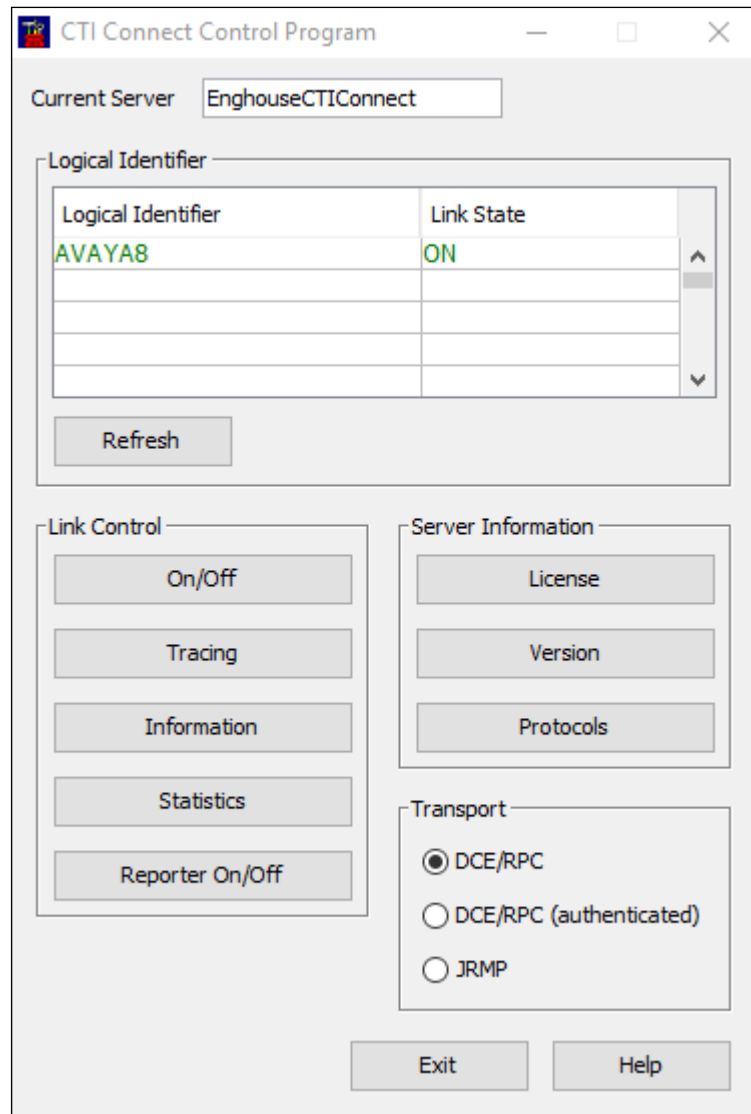 CTI Connect Control Program
Current Server EnghouseCTIConnect
Logical Identifier
Logical Identifier Link State
AVAYA8 ON
Refresh
Link Control
On/Off
Tracing
Information
Statistics
Reporter On/Off
Server Information
License
Version
Protocols
Transport
DCE/RPC
DCE/RPC (authenticated)
JRMP
Exit Help